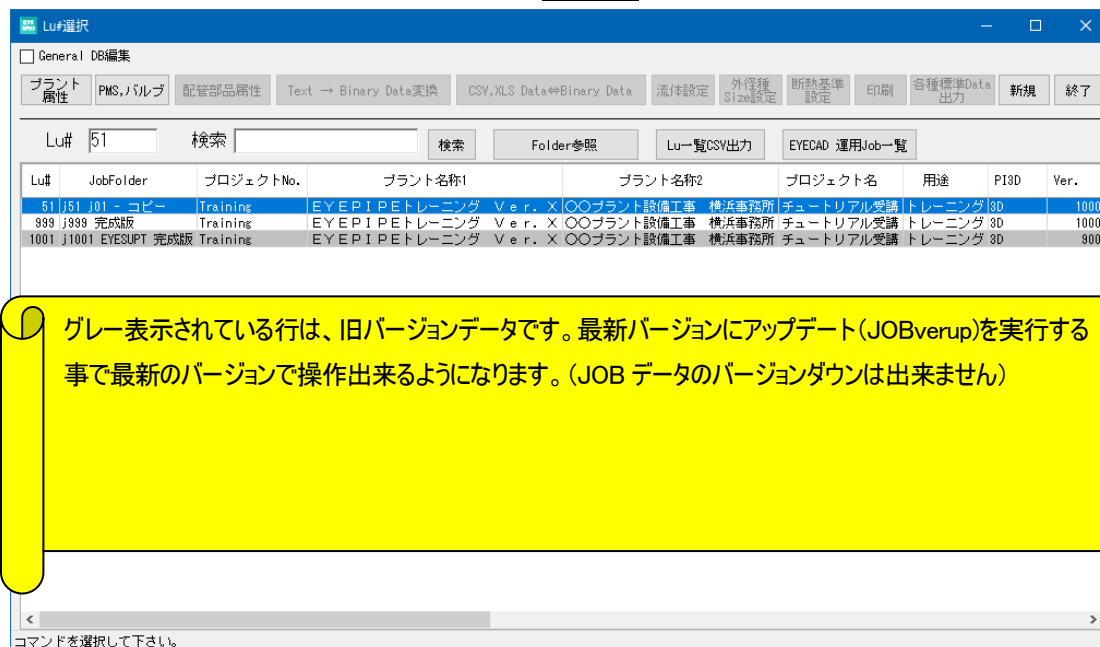 EYE Lu#選択
General DB編集
プラント属性 PMS,バルブ 配管部品属性 Text → Binary Data変換 CSV,XLS Data⇔Binary Data 流体設定 外径種Size設定 断熱基準設定 印刷 各種標準Data出力 新規 終了
Lu# 51 検索 検索 Folder参照 Lu一覧CSV出力 EYECAD 運用Job一覧
Lu# JobFolder プロジェクトNo. プラント名称1 プラント名称2 プロジェクト名 用途 PI3D Ver.
51 j51 j01 - コピー Training EYEPIPEトレーニング Ver. X 〇〇プラント設備工事 横浜事務所 チュートリアル受講 トレーニング 3D 1000
999 j999 完成版 Training EYEPIPEトレーニング Ver. X 〇〇プラント設備工事 横浜事務所 チュートリアル受講 トレーニング 3D 1000
1001 j1001 EYESUPT 完成版 Training EYEPIPEトレーニング Ver. X 〇〇プラント設備工事 横浜事務所 チュートリアル受講 トレーニング 3D 900
グレー表示されている行は、旧バージョンデータです。最新バージョンにアップデート(JOBverup)を実行する
事で最新のバージョンで操作出来るようになります。(JOB データのバージョンダウンは出来ません)
コマンドを選択して下さい。